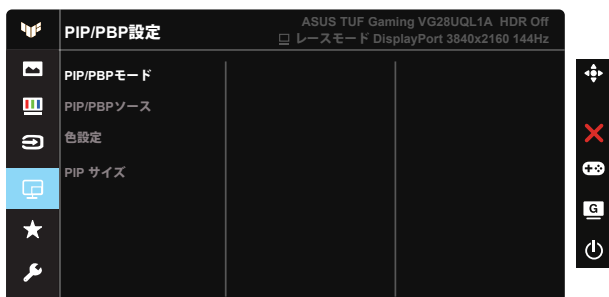 PIP/PBP設定
ASUS TUF Gaming VG28UQL1A HDR Off
レースモード DisplayPort 3840x2160 144Hz
PIP/PBPモード
PIP/PBPソース
色設定
PIP サイズ
G